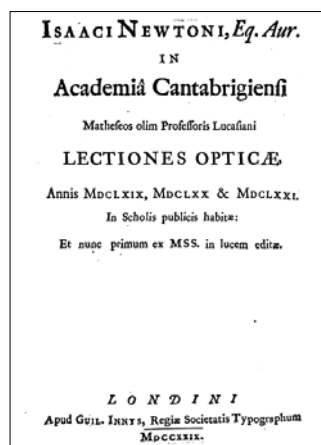 ISAACI NEWTONI, Eq. Aur.
IN
Academiâ Cantabrigienſi
Matheſeos olim Profeſſoris Lucaſiani
LECTIONES OPTICÆ,
Annis MDCLXIX, MDCLXX & MDCLXXI.
In Scholis publicis habitæ:
Et nunc primum ex MSS. in lucem editæ.
LONDINI
Apud GUIL. INNYS, Regiæ Societatis Typographum
MDCCXXIX.